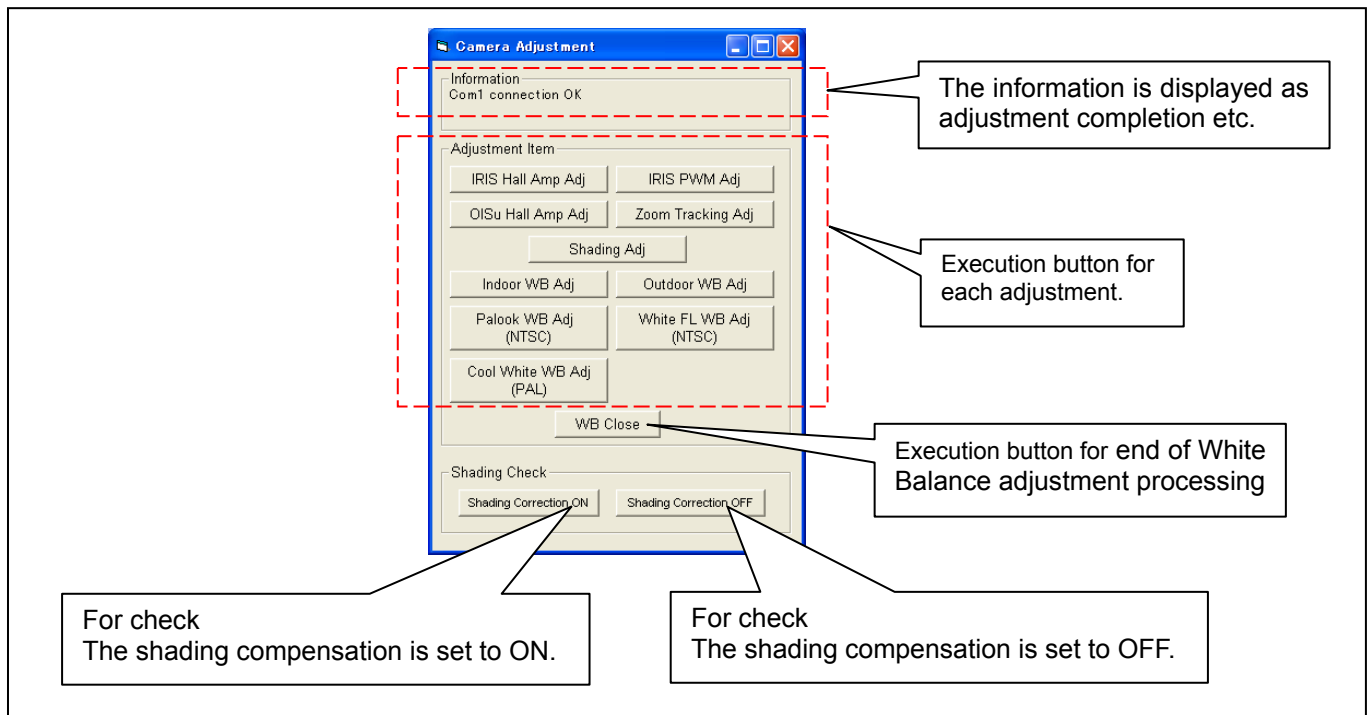 Camera Adjustment
Information
Com1 connection OK
The information is displayed as
adjustment completion etc.
Adjustment Item
IRIS Hall Amp Adj
IRIS PWM Adj
OISu Hall Amp Adj
Zoom Tracking Adj
Shading Adj
Indoor WB Adj
Outdoor WB Adj
Palook WB Adj
(NTSC)
White FL WB Adj
(NTSC)
Cool White WB Adj
(PAL)
Execution button for
each adjustment.
WB Close
Execution button for end of White
Balance adjustment processing
Shading Check
Shading Correction ON
Shading Correction OFF
For check
The shading compensation is set to ON.
For check
The shading compensation is set to OFF.